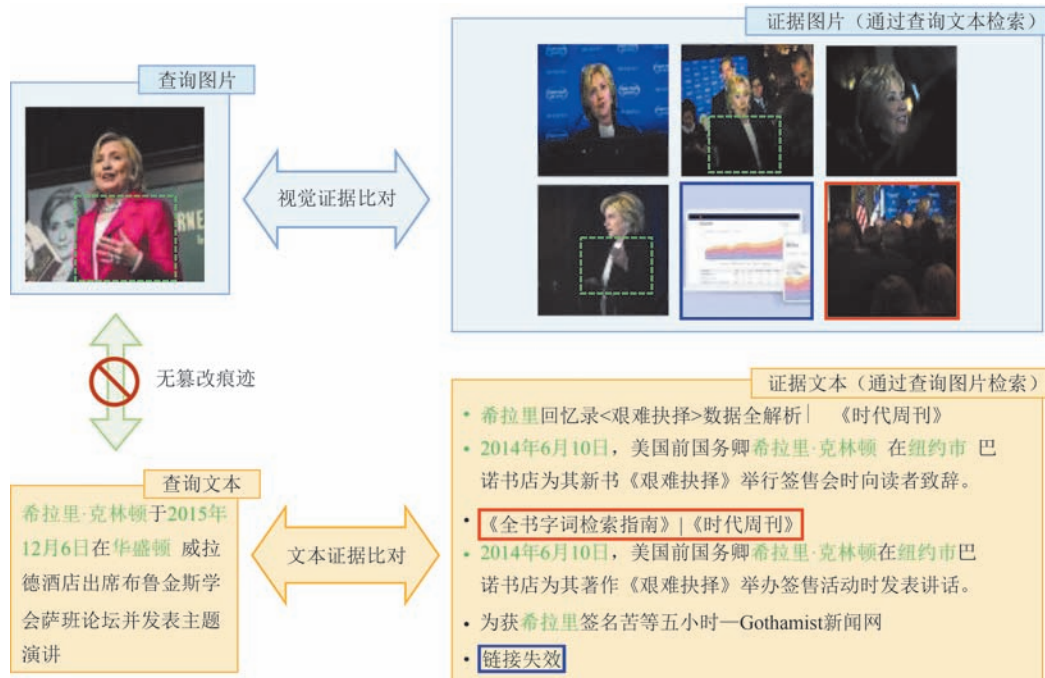 证据图片（通过查询文本检索）
查询图片
视觉证据比对
无篡改痕迹
证据文本（通过查询图片检索）
• 希拉里回忆录<艰难抉择>数据全解析| 《时代周刊》
• 2014年6月10日，美国前国务卿希拉里·克林顿 在纽约市 巴
诺书店为其新书《艰难抉择》举行签售会时向读者致辞。
• 《全书字词检索指南》|《时代周刊》
• 2014年6月10日，美国前国务卿希拉里·克林顿在纽约市巴
诺书店为其著作《艰难抉择》举办签售活动时发表讲话。
• 为获希拉里签名苦等五小时—Gothamist新闻网
• 链接失效
查询文本
希拉里·克林顿于2015年
12月6日在华盛顿 威拉
德酒店出席布鲁金斯学
会萨班论坛并发表主题
演讲
文本证据比对